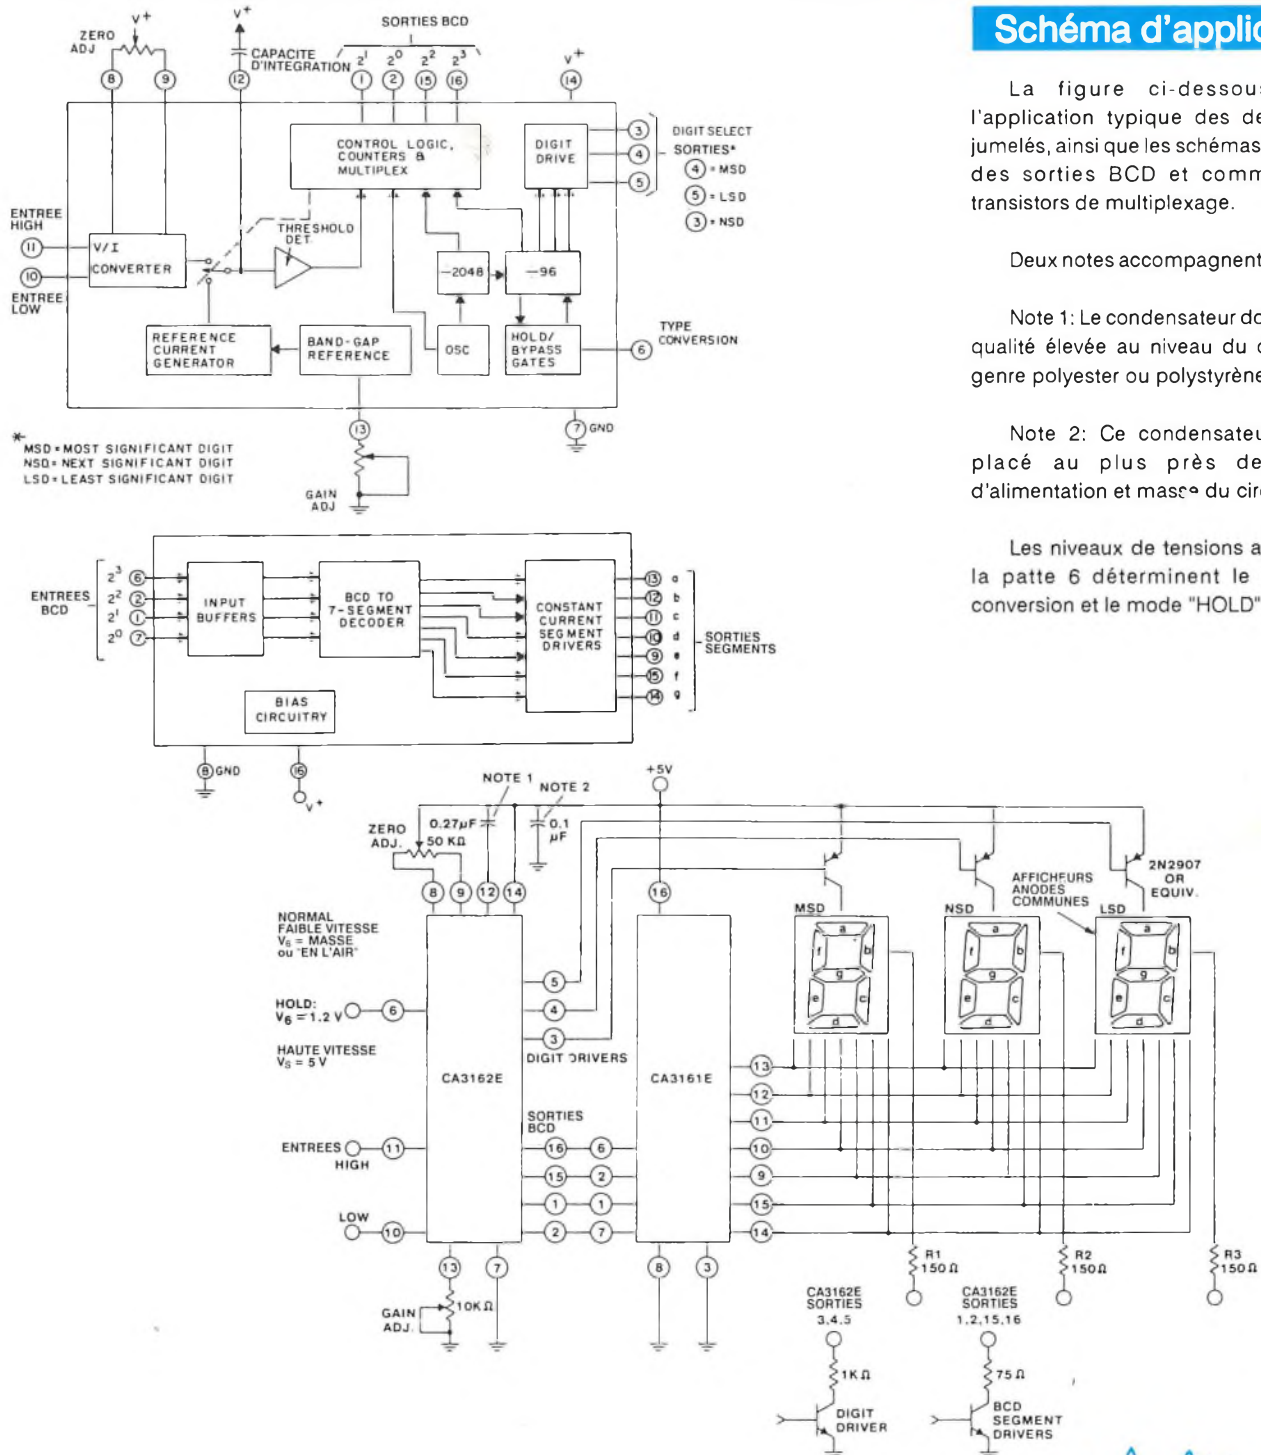 Schéma d'applic
La figure ci-dessous
l'application typique des de
jumelés, ainsi que les schémas
des sorties BCD et comm
transistors de multiplexage.
Deux notes accompagnent
Note 1: Le condensateur do
qualité élevée au niveau du d
genre polyester ou polystyrène
Note 2: Ce condensateu
placé au plus près de
d'alimentation et masse du circ
Les niveaux de tensions a
la patte 6 déterminent le
conversion et le mode "HOLD"
V+
ZERO
ADJ
8
9
V+
CAPACITE
D'INTEGRATION
12
SORTIES BCD
2¹ 2⁰ 2² 2³
1 2 15 16
V+
14
CONTROL LOGIC,
COUNTERS &
MULTIPLEX
DIGIT
DRIVE
3
4
5
DIGIT SELECT
SORTIES*
4 = MSD
5 = LSD
3 = NSD
ENTREE
HIGH
11
10
ENTREE
LOW
V/I
CONVERTER
THRESHOLD
DET.
-2048
-96
REFERENCE
CURRENT
GENERATOR
BAND-GAP
REFERENCE
OSC
HOLD/
BYPASS
GATES
6
TYPE
CONVERSION
13
7 GND
GAIN
ADJ
*
MSD = MOST SIGNIFICANT DIGIT
NSD = NEXT SIGNIFICANT DIGIT
LSD = LEAST SIGNIFICANT DIGIT
ENTREES
BCD
2³ 6
2² 2
2¹ 1
2⁰ 7
INPUT
BUFFERS
BCD TO
7-SEGMENT
DECODER
CONSTANT
CURRENT
SEGMENT
DRIVERS
13 a
12 b
11 c
10 d
9 e
15 f
14 g
SORTIES
SEGMENTS
BIAS
CIRCUITRY
8 GND
16
V+
NOTE 1
NOTE 2
+5V
ZERO
ADJ.
50 KΩ
0.27µF
0.1
µF
8 9 12 14
16
2N2907
OR
EQUIV.
AFFICHEURS
ANODES
COMMUNES
MSD
NSD
LSD
a b c d e f g
a b c d e f g
a b c d e f g
NORMAL
FAIBLE VITESSE
V6 = MASSE
ou "EN L'AIR"
HOLD:
V6 = 1.2 V
6
HAUTE VITESSE
VS = 5 V
CA3162E
5
4
3
DIGIT DRIVERS
CA3161E
13
12
11
10
9
15
14
SORTIES
BCD
16 6
15 2
1 1
2 7
ENTREES
HIGH
11
LOW
10
13
7
8
3
GAIN
ADJ.
10KΩ
R1
150Ω
R2
150Ω
R3
150Ω
CA3162E
SORTIES
3,4,5
1KΩ
DIGIT
DRIVER
CA3162E
SORTIES
1,2,15,16
75Ω
BCD
SEGMENT
DRIVERS